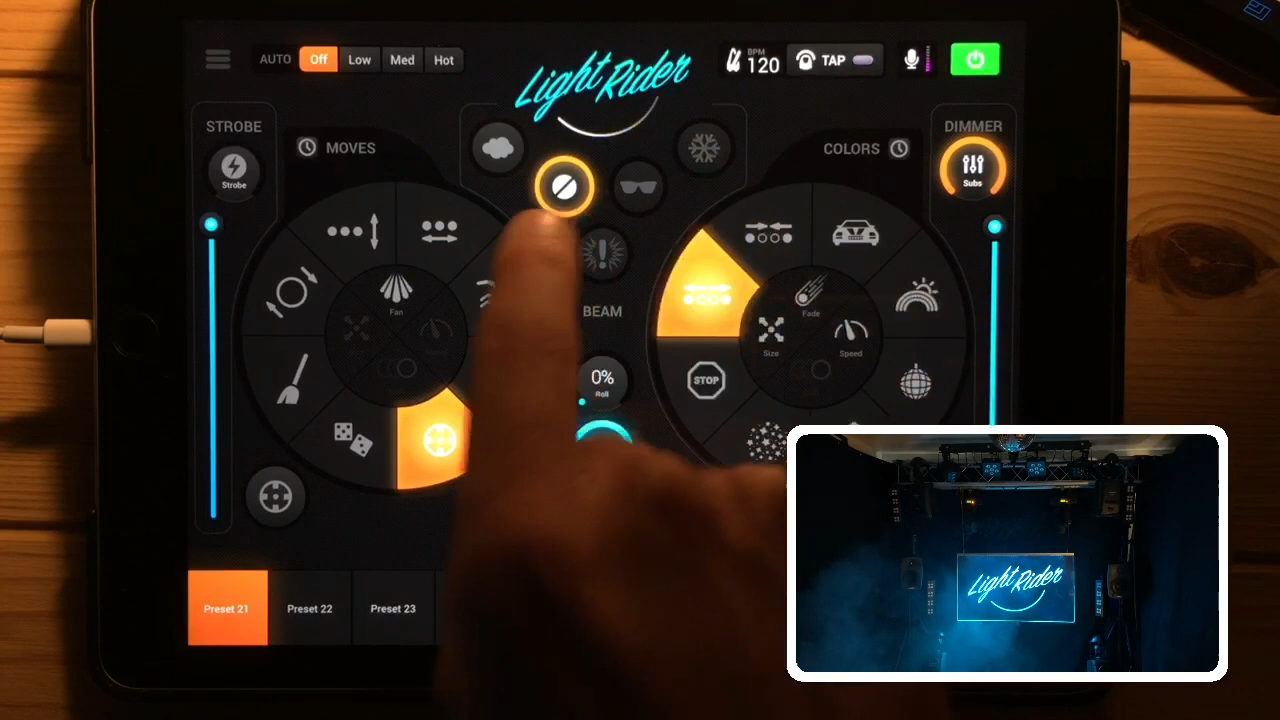 AUTO Off Low Med Hot
Light Rider
BPM
120
TAP
STROBE
Strobe
MOVES
COLORS
DIMMER
Subs
Fan
BEAM
Fade
Size
Speed
STOP
0%
Roll
Preset 21
Preset 22
Preset 23
Light Rider